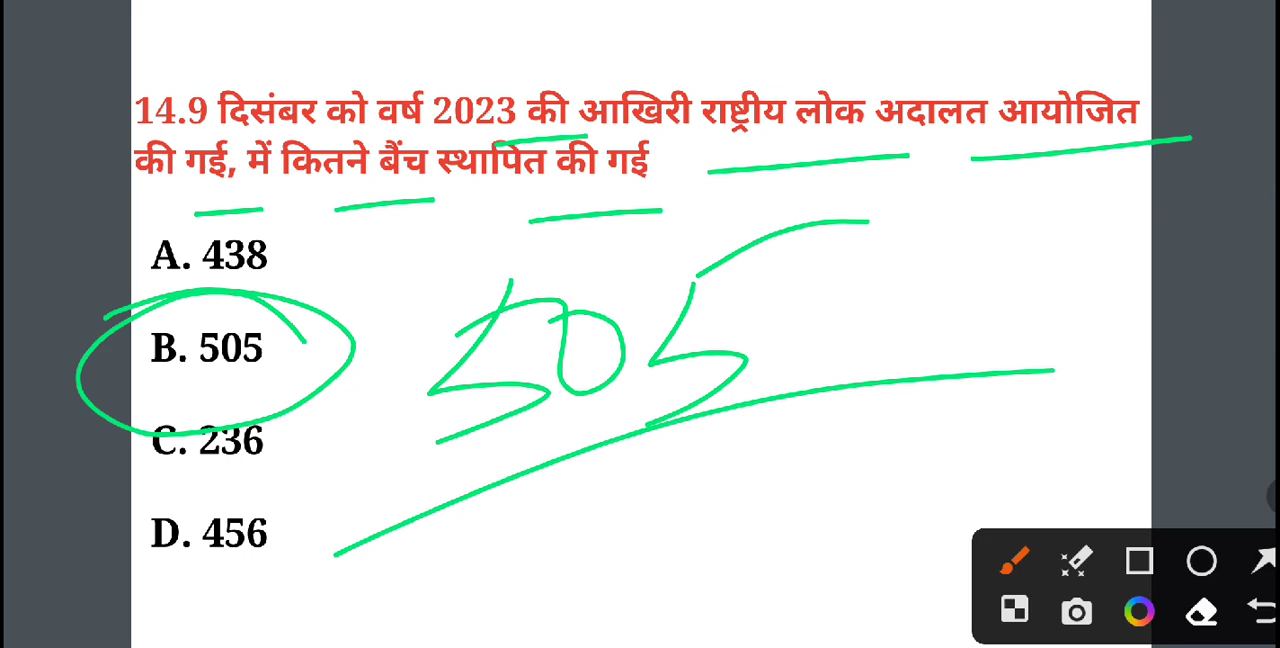 14.9 दिसंबर को वर्ष 2023 की आखिरी राष्ट्रीय लोक अदालत आयोजित
की गई, में कितने बैंच स्थापित की गई
A. 438
B. 505
505
C. 236
D. 456